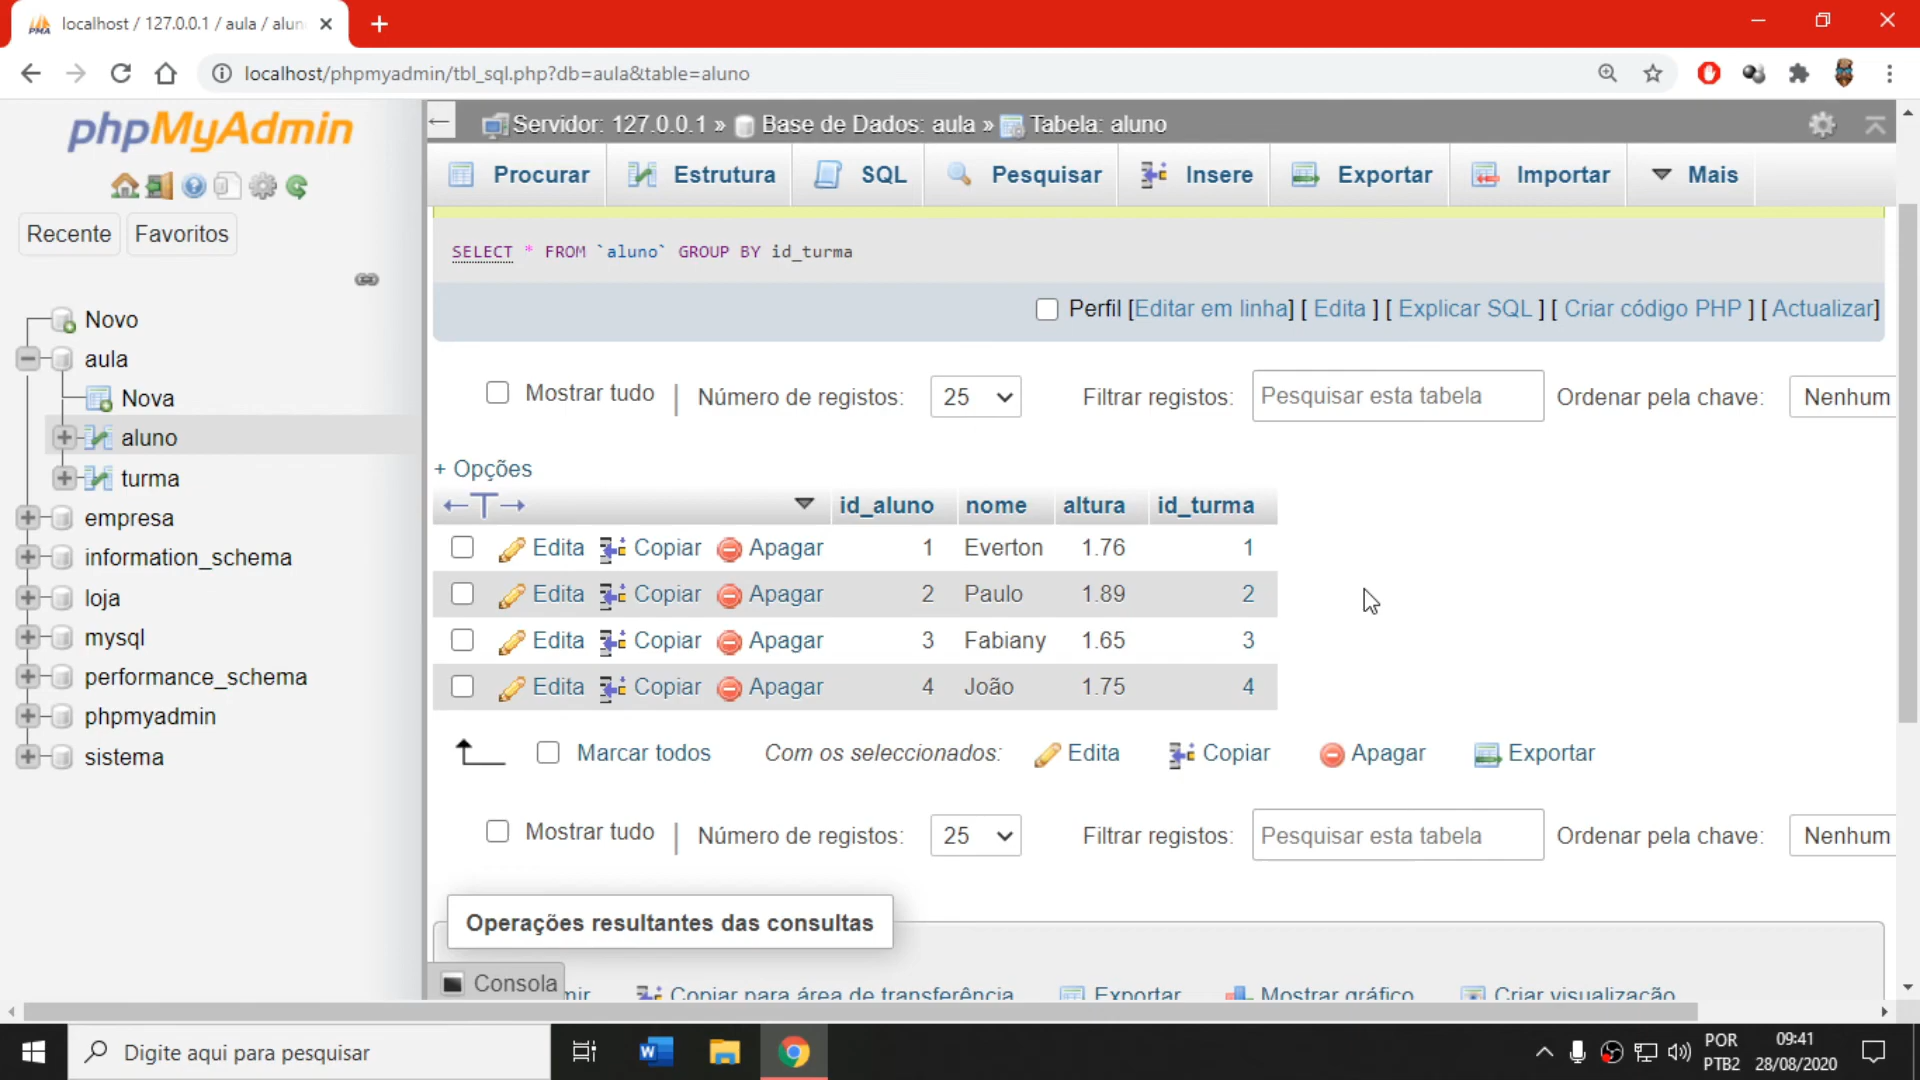 localhost / 127.0.0.1 / aula / alun
localhost/phpmyadmin/tbl_sql.php?db=aula&table=aluno
phpMyAdmin
Recente Favoritos
Novo
aula
Nova
aluno
turma
empresa
information_schema
loja
mysql
performance_schema
phpmyadmin
sistema
Servidor: 127.0.0.1 » Base de Dados: aula » Tabela: aluno
Procurar Estrutura SQL Pesquisar Insere Exportar Importar Mais
SELECT * FROM `aluno` GROUP BY id_turma
Perfil [Editar em linha] [ Edita ] [ Explicar SQL ] [ Criar código PHP ] [ Actualizar]
Mostrar tudo | Número de registos: 25 Filtrar registos: Pesquisar esta tabela Ordenar pela chave: Nenhum
+ Opções
←T→ id_aluno nome altura id_turma
Edita Copiar Apagar 1 Everton 1.76 1
Edita Copiar Apagar 2 Paulo 1.89 2
Edita Copiar Apagar 3 Fabiany 1.65 3
Edita Copiar Apagar 4 João 1.75 4
Marcar todos Com os seleccionados: Edita Copiar Apagar Exportar
Mostrar tudo | Número de registos: 25 Filtrar registos: Pesquisar esta tabela Ordenar pela chave: Nenhum
Operações resultantes das consultas
Consola
Copiar para área de transferência Exportar Mostrar gráfico Criar visualização
Digite aqui para pesquisar
POR
PTB2
09:41
28/08/2020